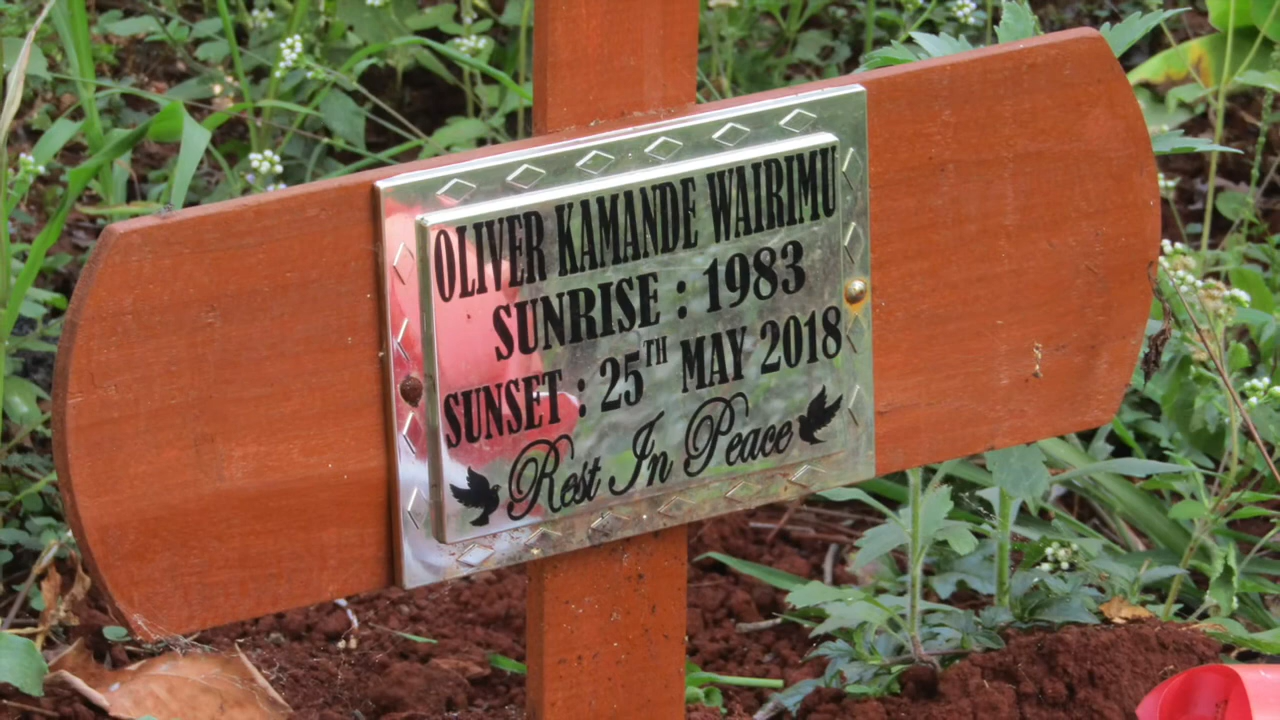 OLIVER KAMANDE WAIRIMU
SUNRISE : 1983
SUNSET : 25TH MAY 2018
Rest In Peace